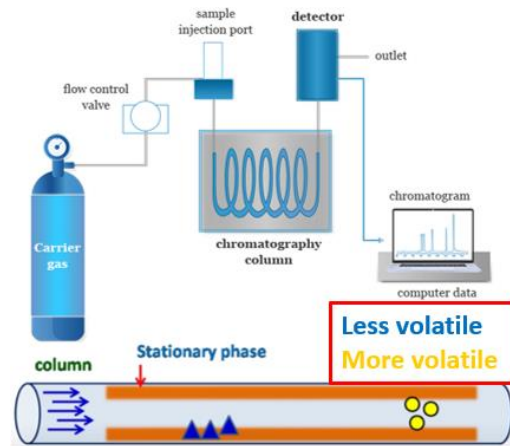 sample
injection port
detector
outlet
flow control
valve
Carrier
gas
chromatography
column
chromatogram
computer data
Less volatile
More volatile
column
Stationary phase